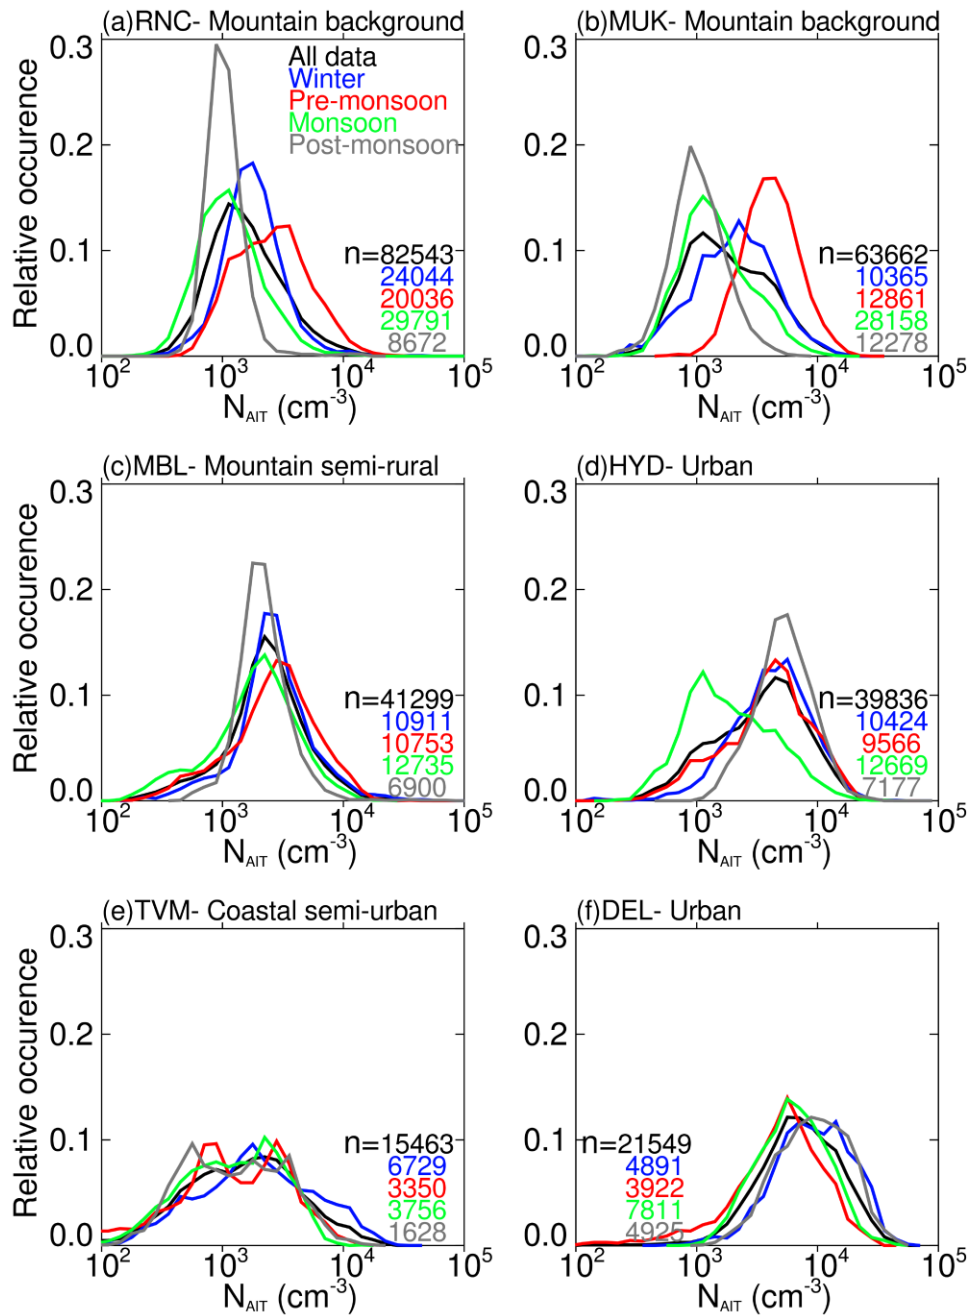 (a)RNC- Mountain background
0.3
0.2
0.1
0.0
Relative occurence
All data
Winter
Pre-monsoon
Monsoon
Post-monsoon
n=82543
24044
20036
29791
8672
10² 10³ 10⁴ 10⁵
N_AIT (cm⁻³)
(b)MUK- Mountain background
0.3
0.2
0.1
0.0
n=63662
10365
12861
28158
12278
10² 10³ 10⁴ 10⁵
N_AIT (cm⁻³)
(c)MBL- Mountain semi-rural
0.3
0.2
0.1
0.0
Relative occurence
n=41299
10911
10753
12735
6900
10² 10³ 10⁴ 10⁵
N_AIT (cm⁻³)
(d)HYD- Urban
0.3
0.2
0.1
0.0
n=39836
10424
9566
12669
7177
10² 10³ 10⁴ 10⁵
N_AIT (cm⁻³)
(e)TVM- Coastal semi-urban
0.3
0.2
0.1
0.0
Relative occurence
n=15463
6729
3350
3756
1628
10² 10³ 10⁴ 10⁵
N_AIT (cm⁻³)
(f)DEL- Urban
0.3
0.2
0.1
0.0
n=21549
4891
3922
7811
4925
10² 10³ 10⁴ 10⁵
N_AIT (cm⁻³)